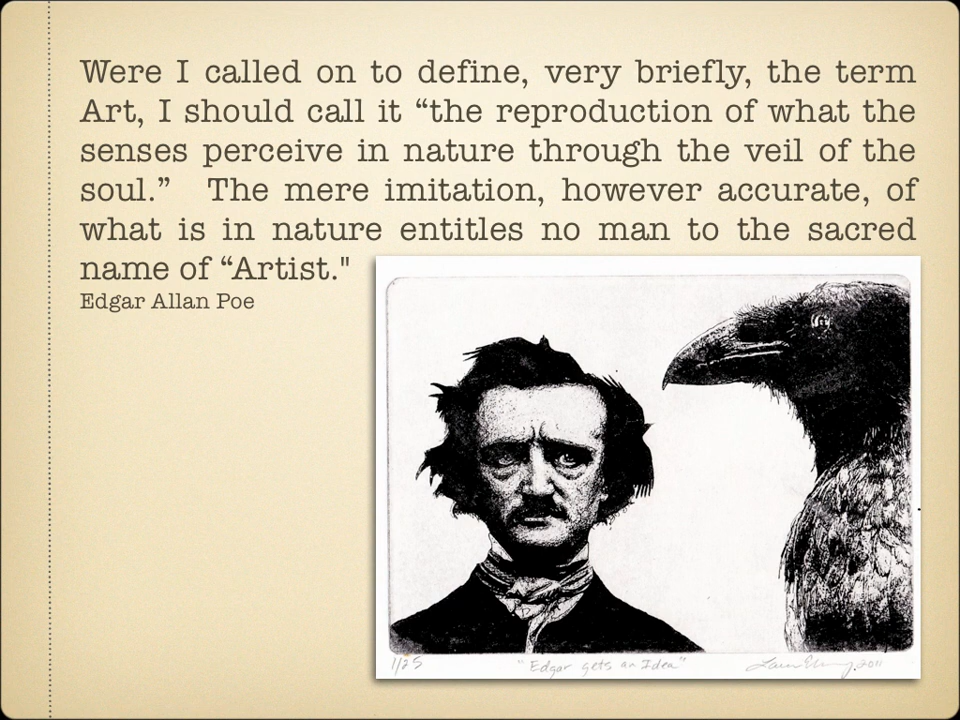 Were I called on to define, very briefly, the term
Art, I should call it “the reproduction of what the
senses perceive in nature through the veil of the
soul.”  The mere imitation, however accurate, of
what is in nature entitles no man to the sacred
name of “Artist."
Edgar Allan Poe
1/25 "Edgar gets an Idea" 2011